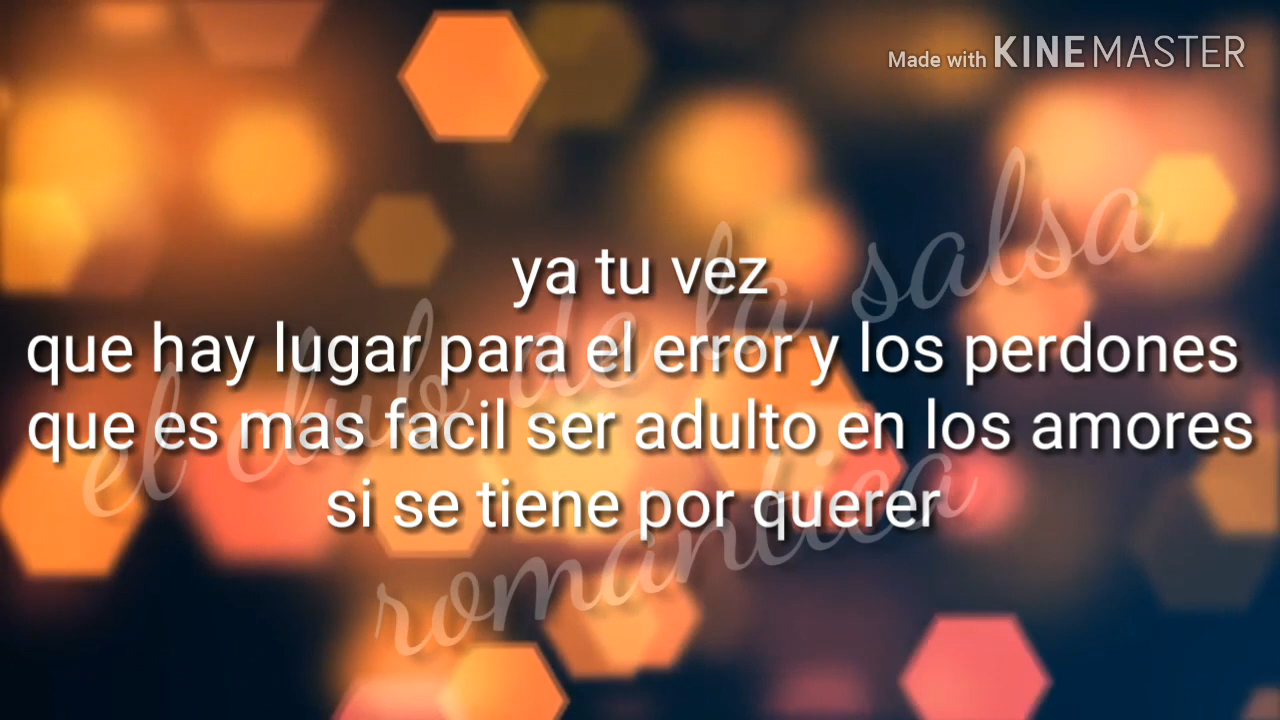 Made with KINEMASTER
ya tu vez
que hay lugar para el error y los perdones
que es mas facil ser adulto en los amores
si se tiene por querer
el club de la salsa
romantica